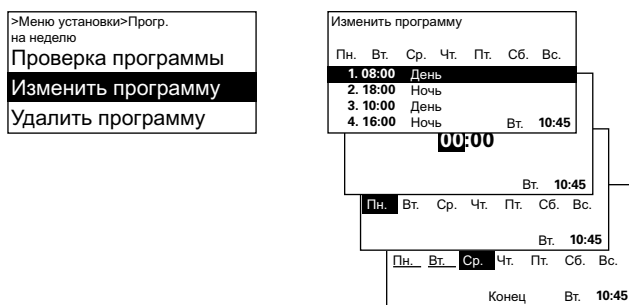 >Меню установки>Прогр.
на неделю
Проверка программы
Изменить программу
Удалить программу
Изменить программу
Пн. Вт. Ср. Чт. Пт. Сб. Вс.
1. 08:00 День
2. 18:00 Ночь
3. 10:00 День
4. 16:00 Ночь Вт. 10:45
00:00
Вт. 10:45
Пн. Вт. Ср. Чт. Пт. Сб. Вс.
Вт. 10:45
Пн. Вт. Ср. Чт. Пт. Сб. Вс.
Конец Вт. 10:45